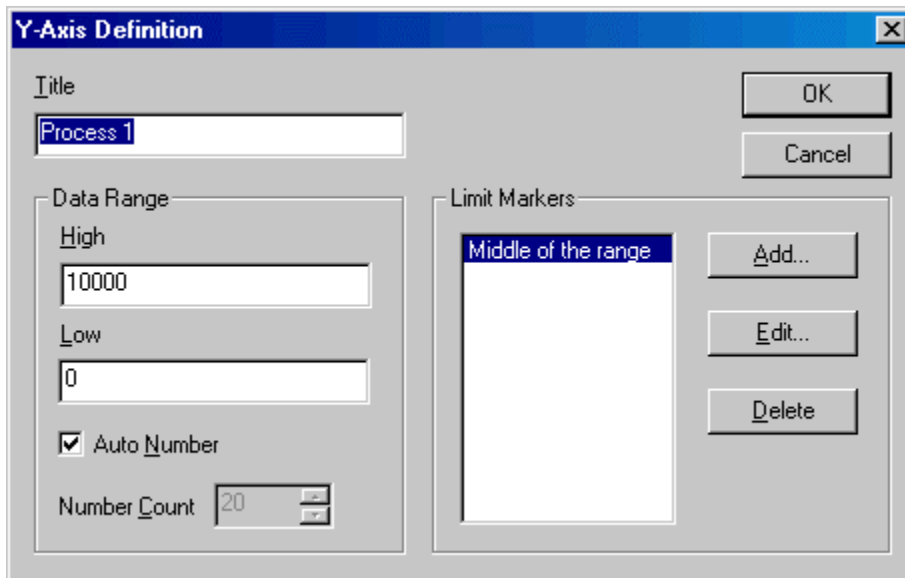 Y-Axis Definition
Title
Process 1
OK
Cancel
Data Range
High
10000
Low
0
Auto Number
Number Count 20
Limit Markers
Middle of the range
Add...
Edit...
Delete